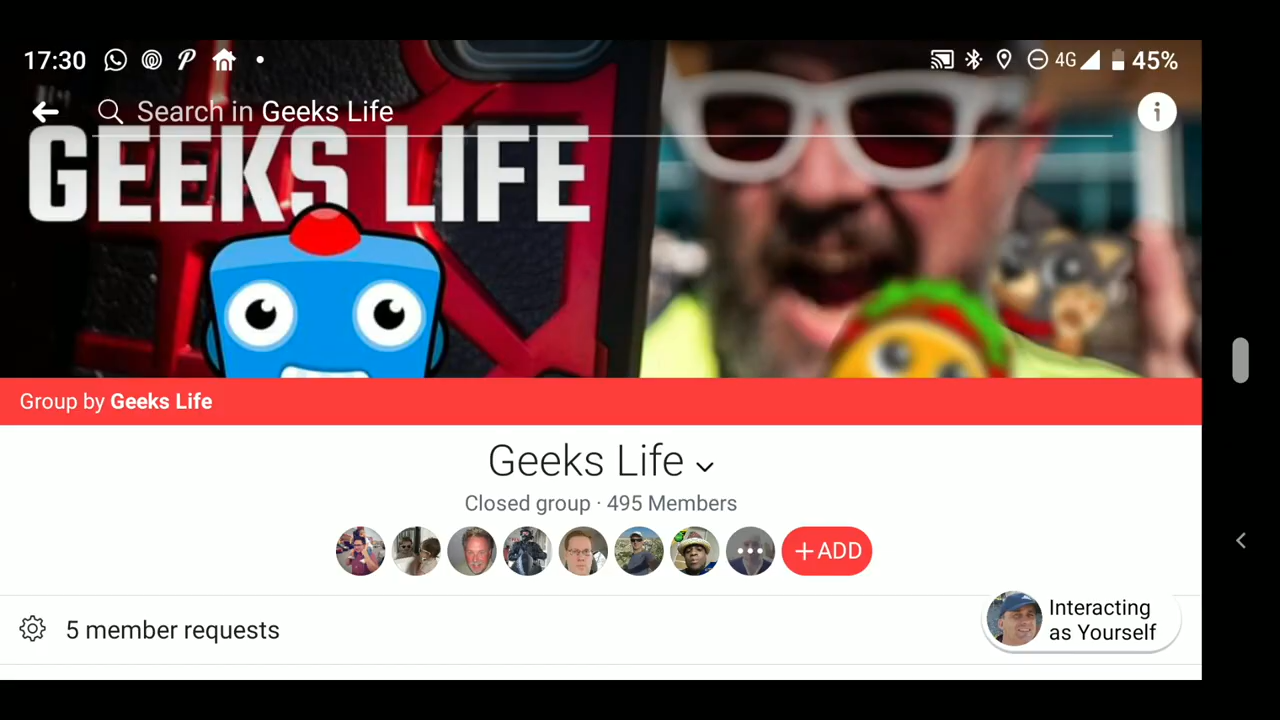 17:30
4G
45%
Search in Geeks Life
GEEKS LIFE
Group by Geeks Life
Geeks Life
Closed group · 495 Members
+ADD
5 member requests
Interacting
as Yourself